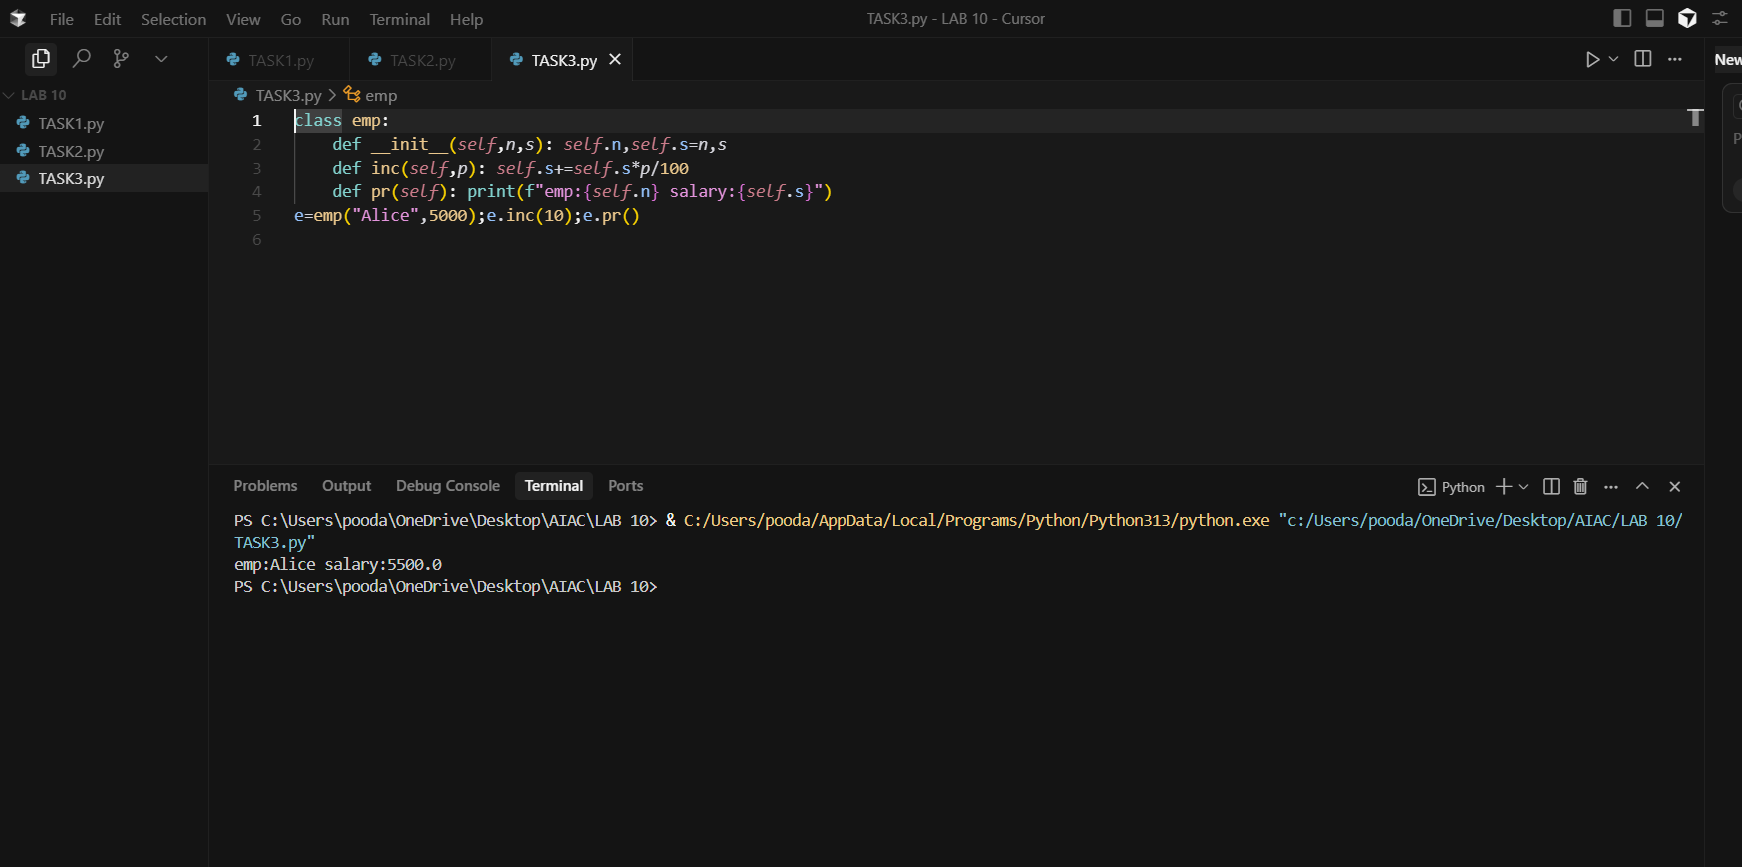 File Edit Selection View Go Run Terminal Help
TASK3.py - LAB 10 - Cursor
TASK1.py
TASK2.py
TASK3.py
New
LAB 10
TASK1.py
TASK2.py
TASK3.py
TASK3.py > emp
1 class emp:
2 def __init__(self,n,s): self.n,self.s=n,s
3 def inc(self,p): self.s+=self.s*p/100
4 def pr(self): print(f"emp:{self.n} salary:{self.s}")
5 e=emp("Alice",5000);e.inc(10);e.pr()
6
Problems Output Debug Console Terminal Ports
Python
PS C:\Users\pooda\OneDrive\Desktop\AIAC\LAB 10> & C:/Users/pooda/AppData/Local/Programs/Python/Python313/python.exe "c:/Users/pooda/OneDrive/Desktop/AIAC/LAB 10/
TASK3.py"
emp:Alice salary:5500.0
PS C:\Users\pooda\OneDrive\Desktop\AIAC\LAB 10>